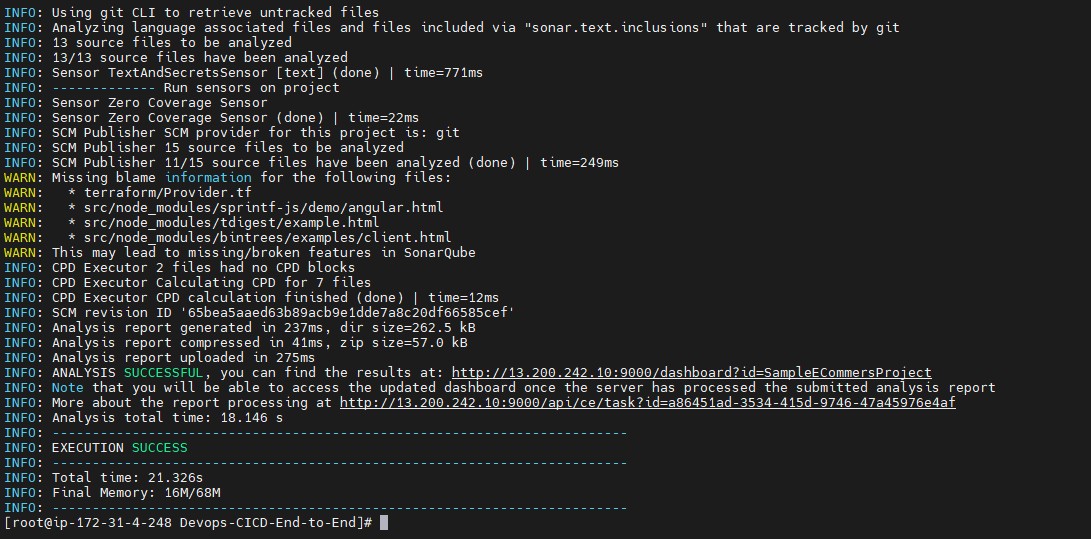 INFO: Using git CLI to retrieve untracked files
INFO: Analyzing language associated files and files included via "sonar.text.inclusions" that are tracked by git
INFO: 13 source files to be analyzed
INFO: 13/13 source files have been analyzed
INFO: Sensor TextAndSecretsSensor [text] (done) | time=771ms
INFO: ------------- Run sensors on project
INFO: Sensor Zero Coverage Sensor
INFO: Sensor Zero Coverage Sensor (done) | time=22ms
INFO: SCM Publisher SCM provider for this project is: git
INFO: SCM Publisher 15 source files to be analyzed
INFO: SCM Publisher 11/15 source files have been analyzed (done) | time=249ms
WARN: Missing blame information for the following files:
WARN:   * terraform/Provider.tf
WARN:   * src/node_modules/sprintf-js/demo/angular.html
WARN:   * src/node_modules/tdigest/example.html
WARN:   * src/node_modules/bintrees/examples/client.html
WARN: This may lead to missing/broken features in SonarQube
INFO: CPD Executor 2 files had no CPD blocks
INFO: CPD Executor Calculating CPD for 7 files
INFO: CPD Executor CPD calculation finished (done) | time=12ms
INFO: SCM revision ID '65bea5aaed63b89acb9e1dde7a8c20df66585cef'
INFO: Analysis report generated in 237ms, dir size=262.5 kB
INFO: Analysis report compressed in 41ms, zip size=57.0 kB
INFO: Analysis report uploaded in 275ms
INFO: ANALYSIS SUCCESSFUL, you can find the results at: http://13.200.242.10:9000/dashboard?id=SampleECommersProject
INFO: Note that you will be able to access the updated dashboard once the server has processed the submitted analysis report
INFO: More about the report processing at http://13.200.242.10:9000/api/ce/task?id=a86451ad-3534-415d-9746-47a45976e4af
INFO: Analysis total time: 18.146 s
INFO: ------------------------------------------------------------------------
INFO: EXECUTION SUCCESS
INFO: ------------------------------------------------------------------------
INFO: Total time: 21.326s
INFO: Final Memory: 16M/68M
INFO: ------------------------------------------------------------------------
[root@ip-172-31-4-248 Devops-CICD-End-to-End]#